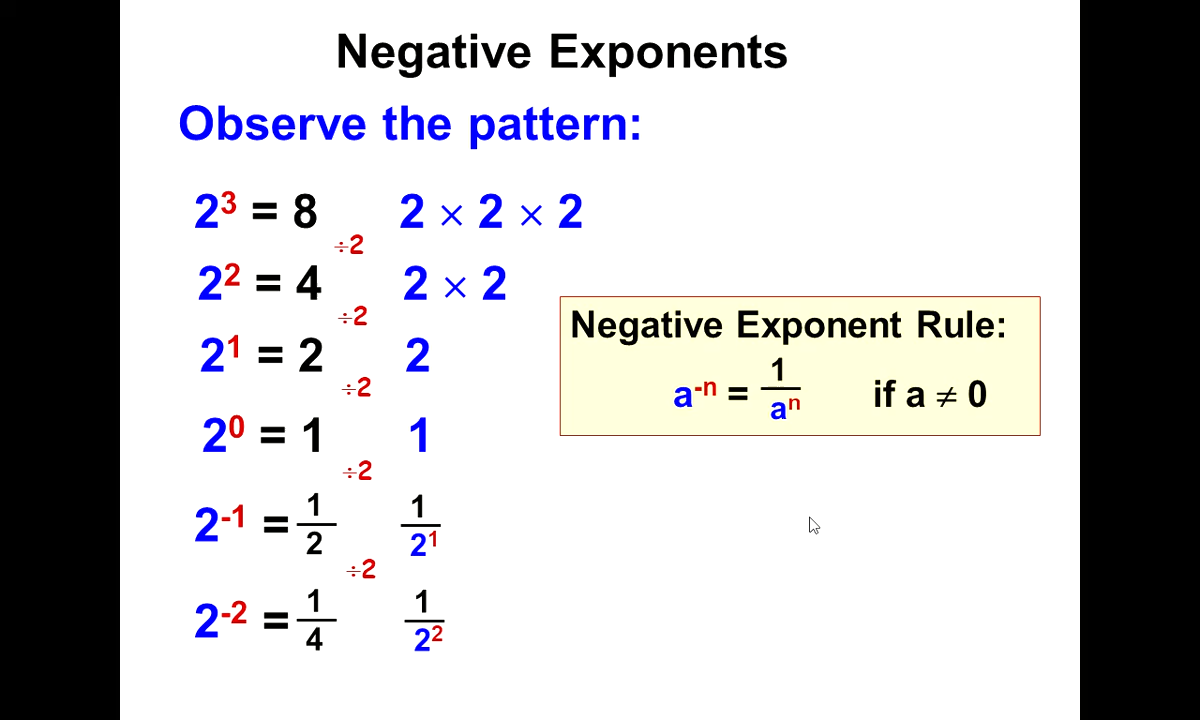 Negative Exponents
Observe the pattern:
2³ = 8 2 × 2 × 2
÷2
2² = 4 2 × 2
÷2
2¹ = 2 2
÷2
2⁰ = 1 1
÷2
2⁻¹ = 1/2 1/2¹
÷2
2⁻² = 1/4 1/2²
Negative Exponent Rule:
a⁻ⁿ = 1/aⁿ if a ≠ 0